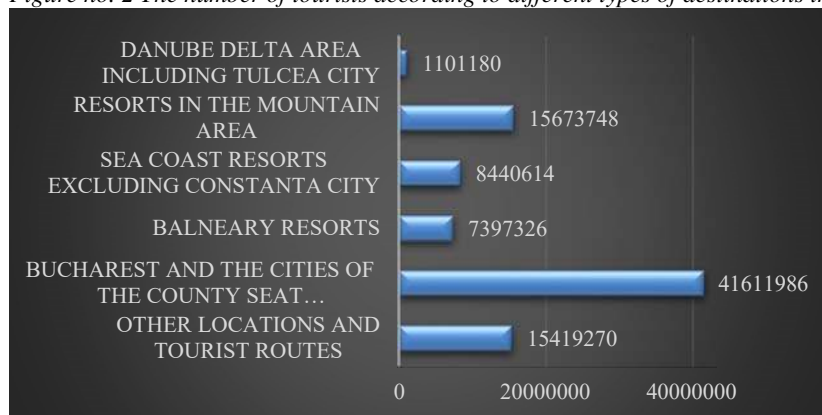 Figure no. 2 The number of tourists according to different types of destinations in
DANUBE DELTA AREA
INCLUDING TULCEA CITY
1101180
RESORTS IN THE MOUNTAIN
AREA
15673748
SEA COAST RESORTS
EXCLUDING CONSTANTA CITY
8440614
BALNEARY RESORTS
7397326
BUCHAREST AND THE CITIES OF
THE COUNTY SEAT…
41611986
OTHER LOCATIONS AND
TOURIST ROUTES
15419270
0 20000000 40000000